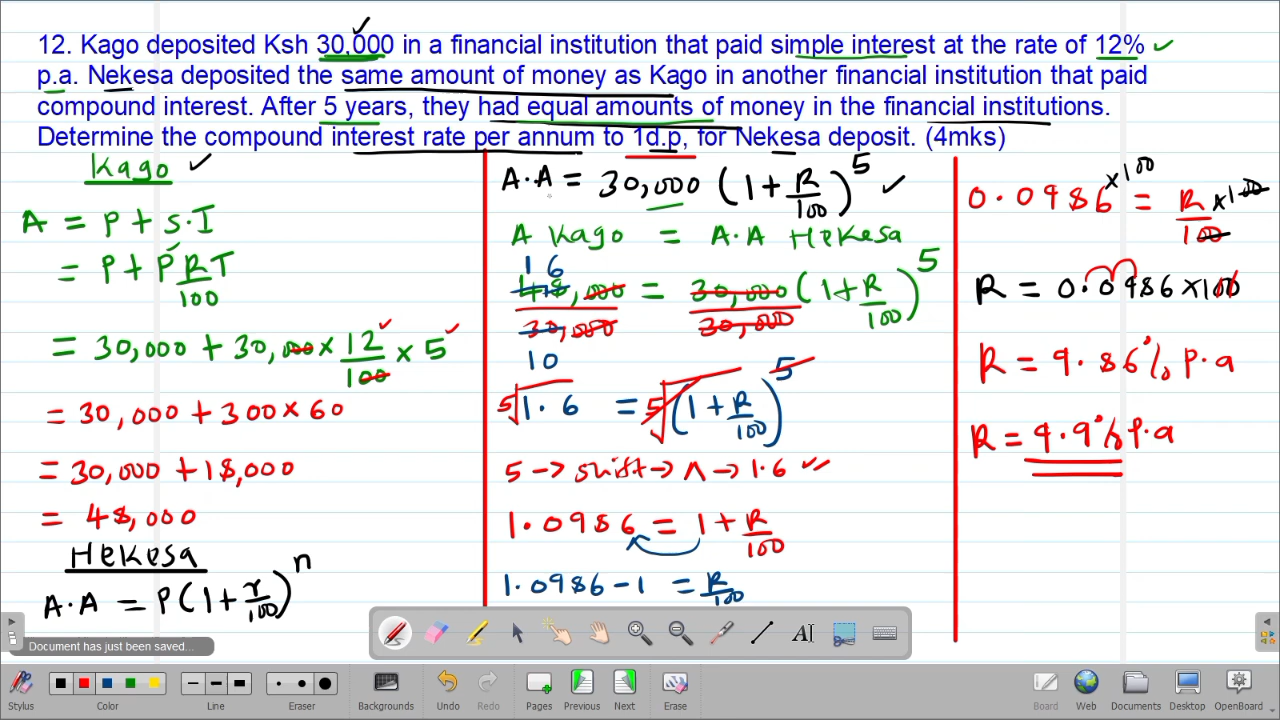 12. Kago deposited Ksh 30,000 in a financial institution that paid simple interest at the rate of 12%
p.a. Nekesa deposited the same amount of money as Kago in another financial institution that paid
compound interest. After 5 years, they had equal amounts of money in the financial institutions.
Determine the compound interest rate per annum to 1d.p, for Nekesa deposit. (4mks)
Kago
A = P + S.I
= P + PRT/100
= 30,000 + 30,000 × 12/100 × 5
= 30,000 + 300 × 60
= 30,000 + 18,000
= 48,000
Hekesa
A.A = P(1 + r/100)^n
A.A = 30,000 (1 + R/100)^5
A Kago = A.A Hekesa
16
48,000/30,000 = 30,000/30,000 (1 + R/100)^5
10
5√1.6 = 5√(1 + R/100)^5
5 -> shift -> ^ -> 1.6
1.0986 = 1 + R/100
1.0986 - 1 = R/100
0.0986 ×100 = R/100 ×100
R = 0.0986 × 100
R = 9.86% p.a
R = 9.9% p.a
Document has just been saved...
Stylus
Color
Line
Eraser
Backgrounds
Undo
Redo
Pages
Previous
Next
Erase
Board
Web
Documents
Desktop
OpenBoard